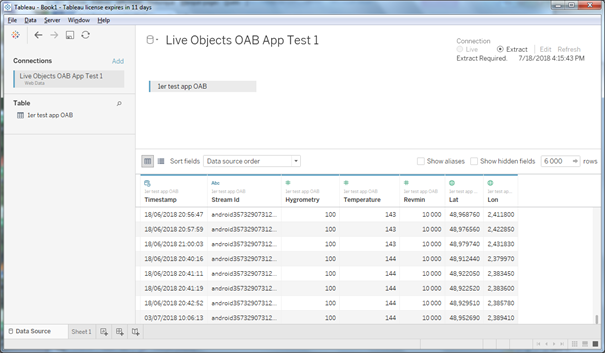 Tableau - Book1 - Tableau license expires in 11 days
File Data Server Window Help
Connections Add
Live Objects OAB App Test 1
Web Data
Table
1er test app OAB
Live Objects OAB App Test 1
Connection
Live Extract Edit Refresh
Extract Required. 7/18/2018 4:15:43 PM
1er test app OAB
Sort fields Data source order Show aliases Show hidden fields 6 000 rows
Abc
1er test app OAB 1er test app OAB 1er test app OAB 1er test app OAB 1er test app OAB 1er test ap... 1er test ap...
Timestamp Stream Id Hygrometry Temperature Revmin Lat Lon
18/06/2018 20:56:47 android35732907312... 100 143 10 000 48,968760 2,411800
18/06/2018 20:57:59 android35732907312... 100 143 10 000 48,976560 2,422850
18/06/2018 21:00:03 android35732907312... 100 143 10 000 48,979740 2,431830
18/06/2018 20:40:16 android35732907312... 100 144 10 000 48,912440 2,379970
18/06/2018 20:41:11 android35732907312... 100 144 10 000 48,922050 2,383450
18/06/2018 20:41:19 android35732907312... 100 144 10 000 48,922520 2,383600
18/06/2018 20:42:52 android35732907312... 100 144 10 000 48,929510 2,385780
03/07/2018 10:06:13 android35732907312... 100 144 10 000 48,952690 2,389410
Data Source Sheet 1